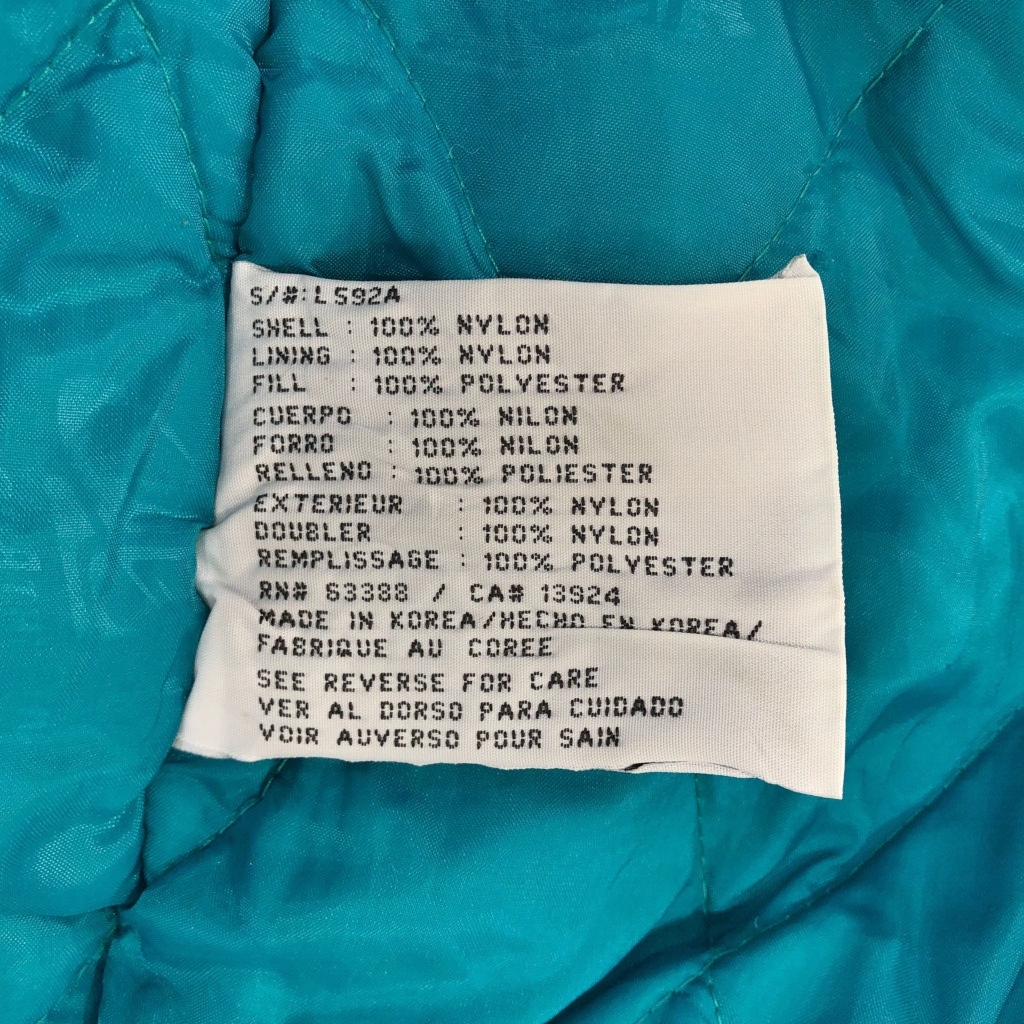 S/#:L592A
SHELL : 100% NYLON
LINING : 100% NYLON
FILL : 100% POLYESTER
CUERPO : 100% NILON
FORRO : 100% NILON
RELLENO : 100% POLIESTER
EXTERIEUR : 100% NYLON
DOUBLER : 100% NYLON
REMPLISSAGE : 100% POLYESTER
RN# 63388 / CA# 13924
MADE IN KOREA/HECHO EN KOREA/
FABRIQUE AU COREE
SEE REVERSE FOR CARE
VER AL DORSO PARA CUIDADO
VOIR AUVERSO POUR SAIN